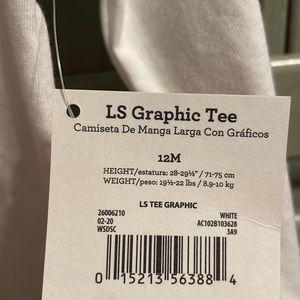 LS Graphic Tee
Camiseta De Manga Larga Con Gráficos
12M
HEIGHT/estatura: 28-29½" / 71-75 cm
WEIGHT/peso: 19½-22 lbs / 8,9-10 kg
LS TEE GRAPHIC
26006210 WHITE
02-20 AC102B103628
WSDSC 3A9
0 15213 56388 4